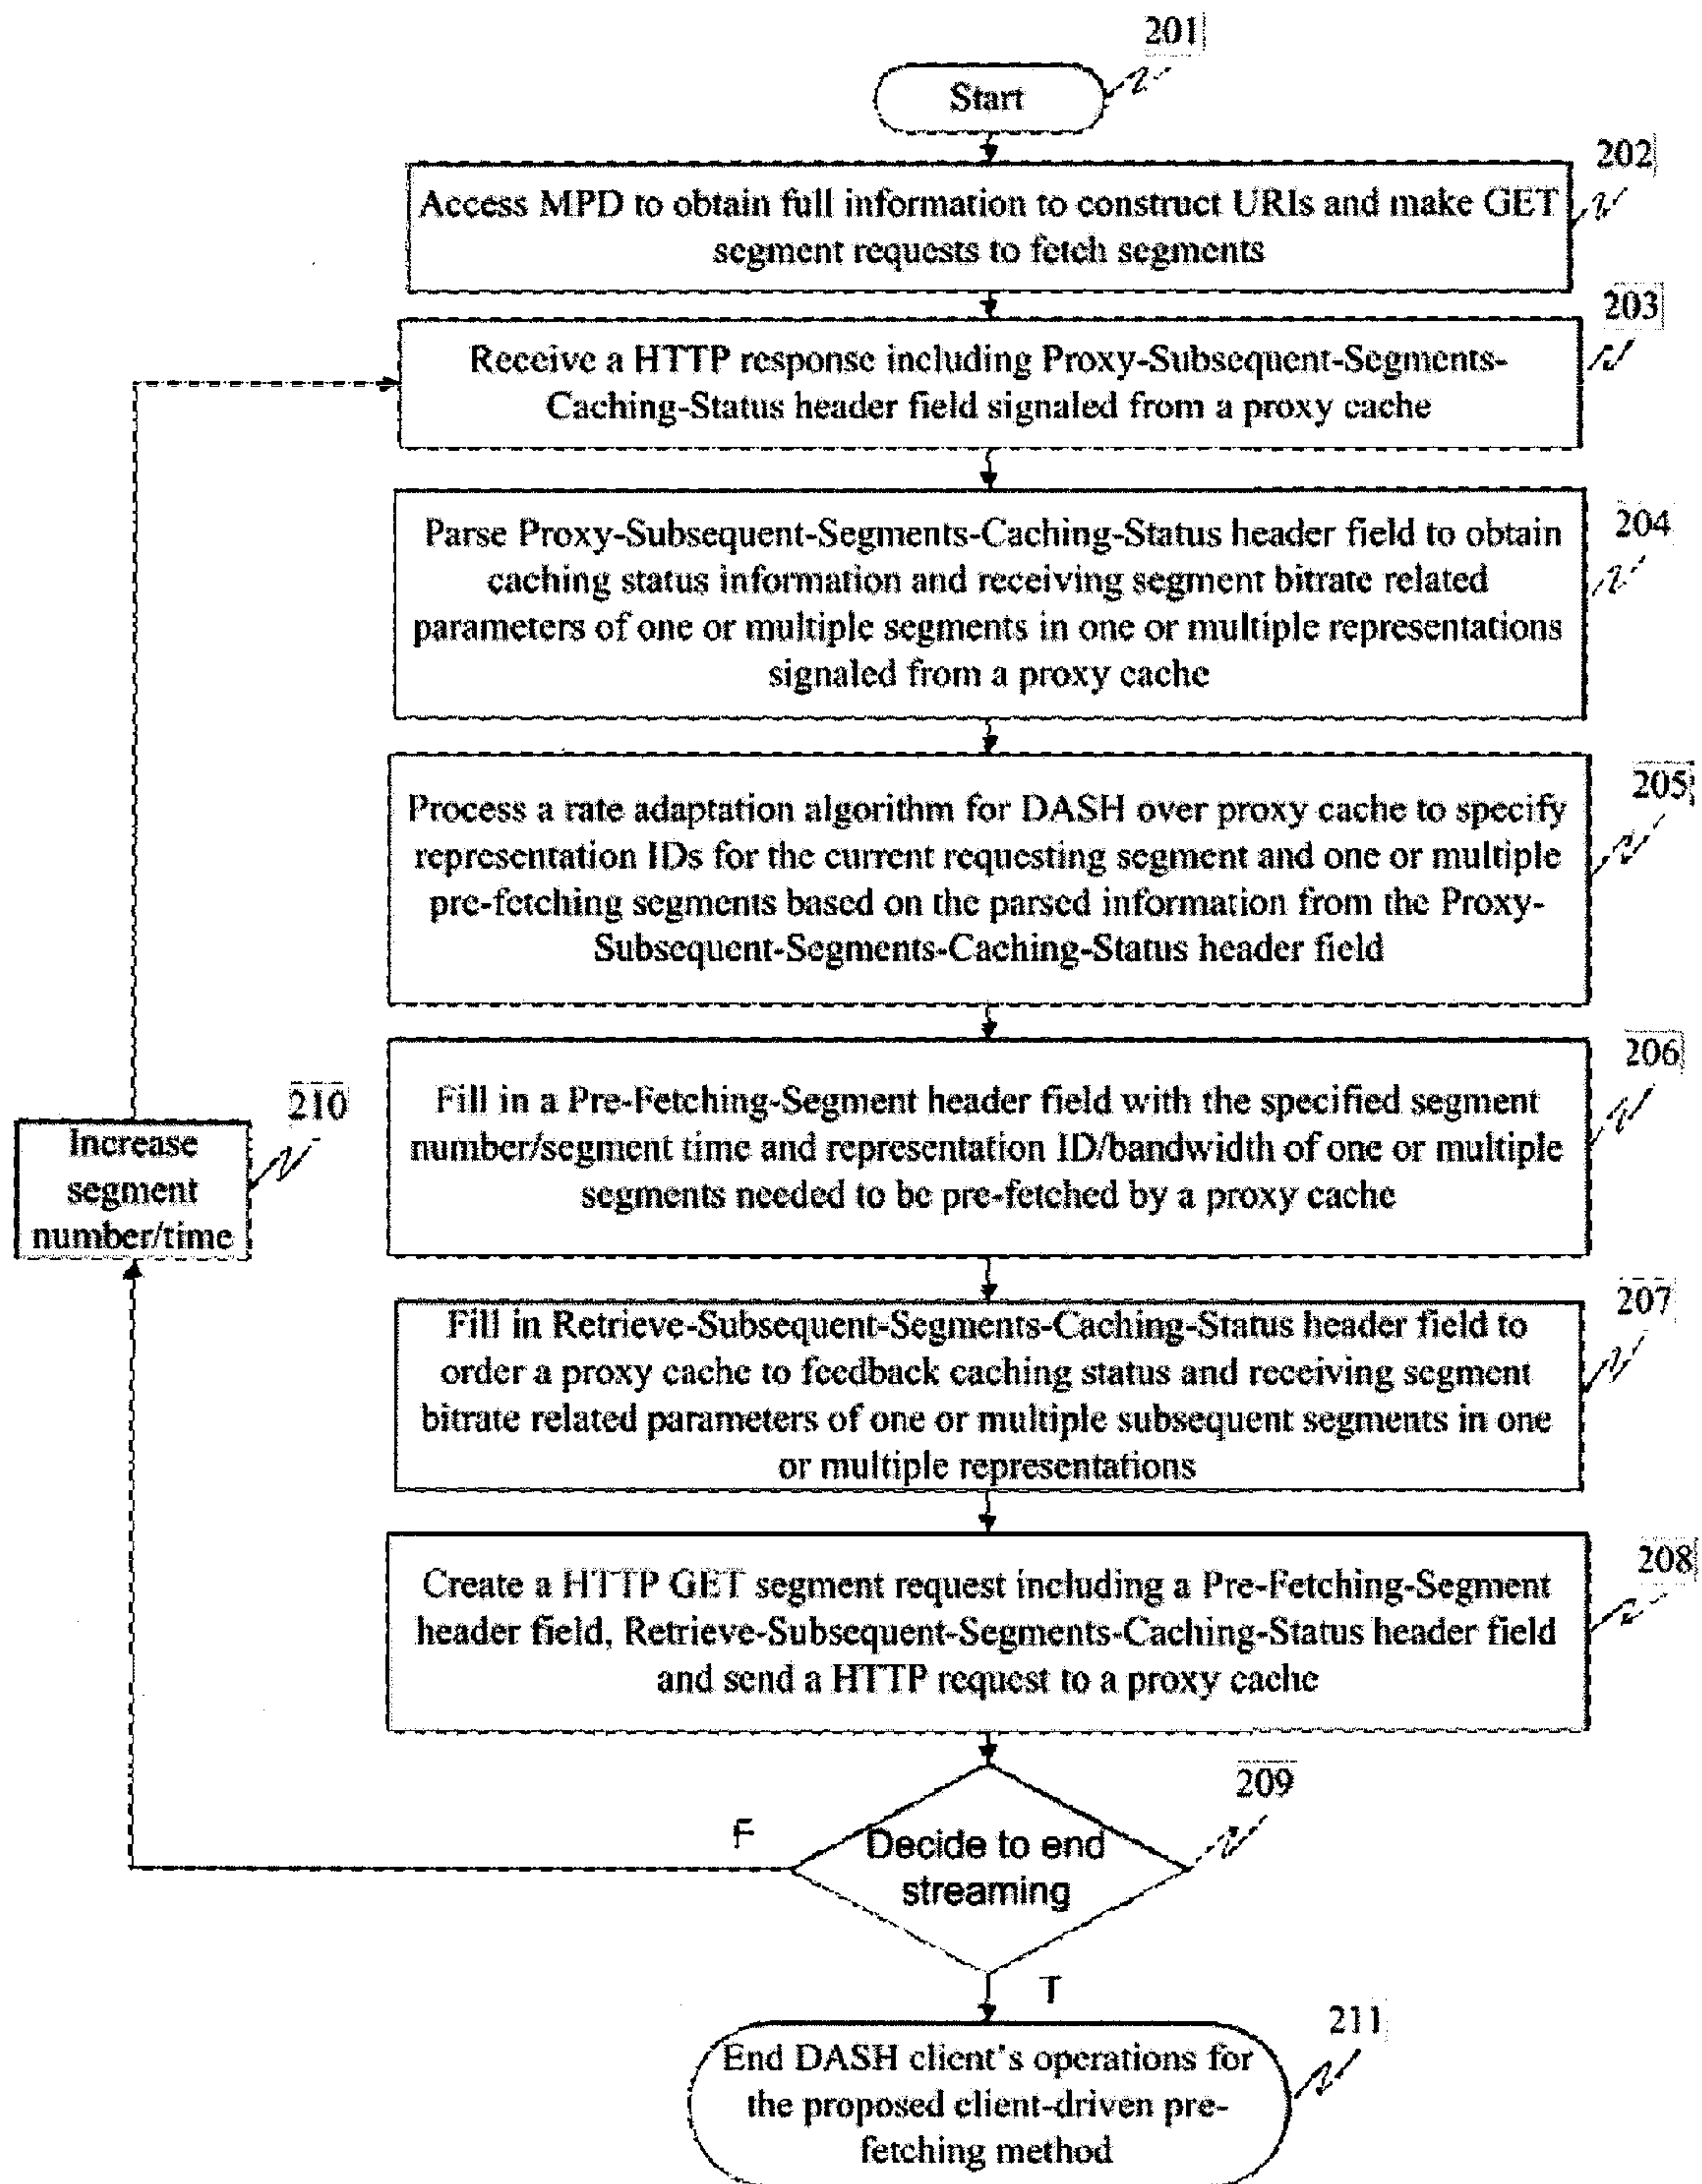 201
Start
202
Access MPD to obtain full information to construct URIs and make GET
segment requests to fetch segments
203
Receive a HTTP response including Proxy-Subsequent-Segments-
Caching-Status header field signaled from a proxy cache
204
Parse Proxy-Subsequent-Segments-Caching-Status header field to obtain
caching status information and receiving segment bitrate related
parameters of one or multiple segments in one or multiple representations
signaled from a proxy cache
205
Process a rate adaptation algorithm for DASH over proxy cache to specify
representation IDs for the current requesting segment and one or multiple
pre-fetching segments based on the parsed information from the Proxy-
Subsequent-Segments-Caching-Status header field
206
Fill in a Pre-Fetching-Segment header field with the specified segment
number/segment time and representation ID/bandwidth of one or multiple
segments needed to be pre-fetched by a proxy cache
210
Increase
segment
number/time
207
Fill in Retrieve-Subsequent-Segments-Caching-Status header field to
order a proxy cache to feedback caching status and receiving segment
bitrate related parameters of one or multiple subsequent segments in one
or multiple representations
208
Create a HTTP GET segment request including a Pre-Fetching-Segment
header field, Retrieve-Subsequent-Segments-Caching-Status header field
and send a HTTP request to a proxy cache
209
F
Decide to end
streaming
T
211
End DASH client's operations for
the proposed client-driven pre-
fetching method